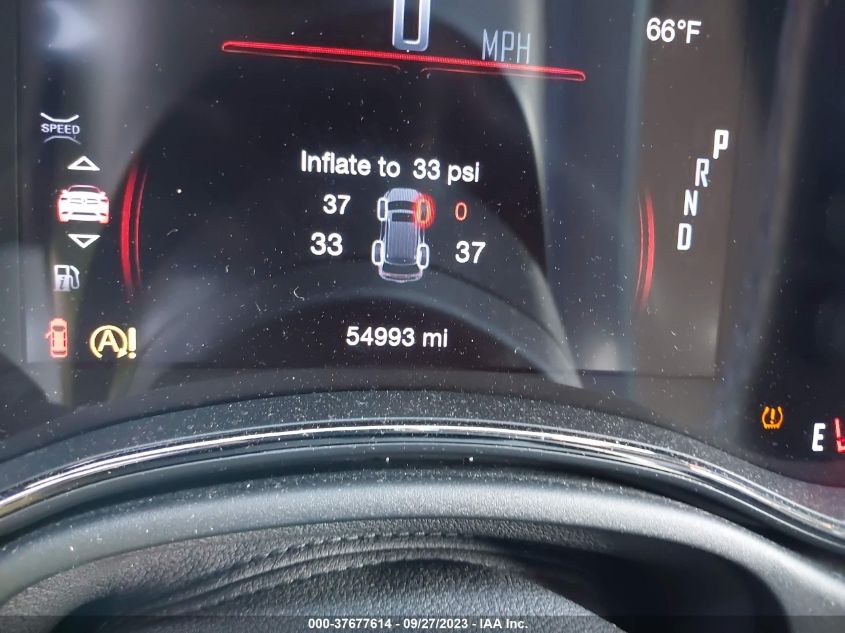 0 MPH
66°F
SPEED
Inflate to 33 psi
37 0
33 37
54993 mi
P
R
N
D
A!
E
000-37677614 - 09/27/2023 - IAA Inc.